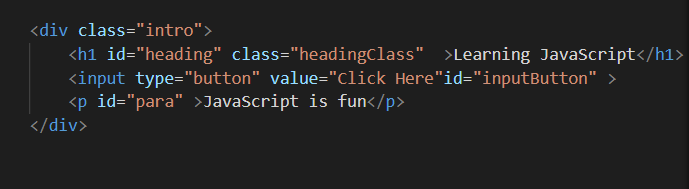 <div class="intro">
<h1 id="heading" class="headingClass"  >Learning JavaScript</h1>
<input type="button" value="Click Here"id="inputButton" >
<p id="para" >JavaScript is fun</p>
</div>